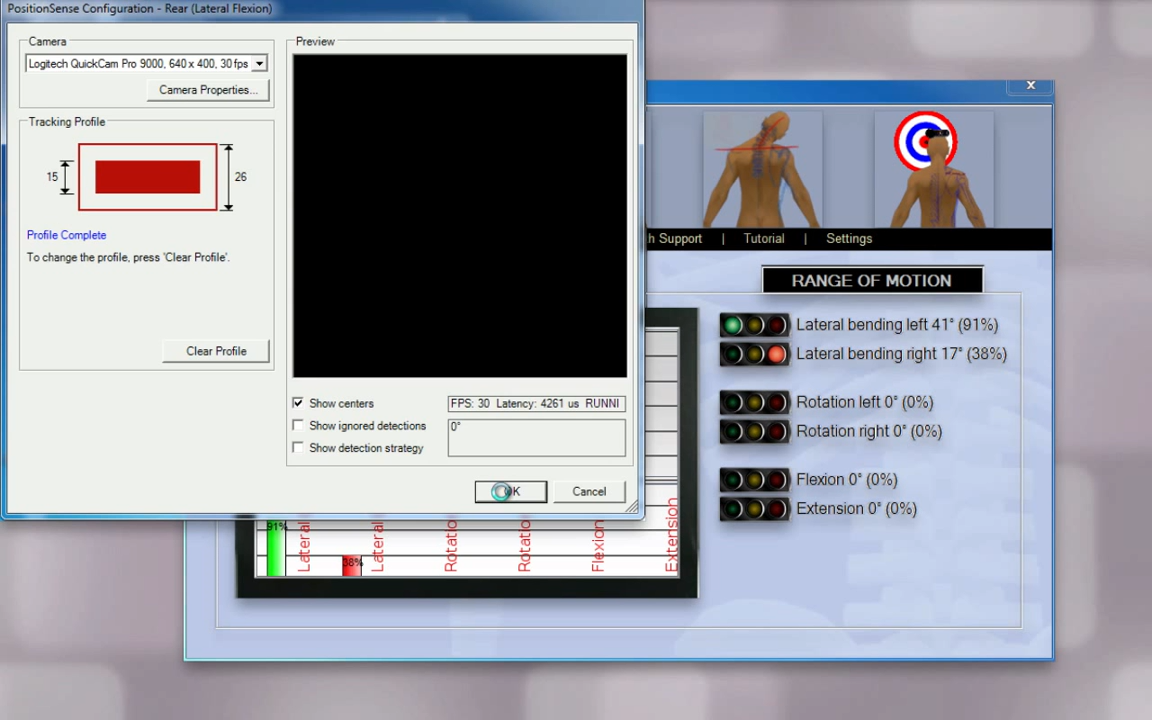 PositionSense Configuration - Rear (Lateral Flexion)
Camera
Logitech QuickCam Pro 9000, 640 x 400, 30 fps
Camera Properties...
Tracking Profile
15
26
Profile Complete
To change the profile, press 'Clear Profile'.
Clear Profile
Preview
Show centers
FPS: 30 Latency: 4261 us RUNNI
Show ignored detections
0°
Show detection strategy
OK
Cancel
h Support | Tutorial | Settings
RANGE OF MOTION
Lateral bending left 41° (91%)
Lateral bending right 17° (38%)
Rotation left 0° (0%)
Rotation right 0° (0%)
Flexion 0° (0%)
Extension 0° (0%)
91%
Lateral
38%
Lateral
Rotatio
Rotatio
Flexion
Extension